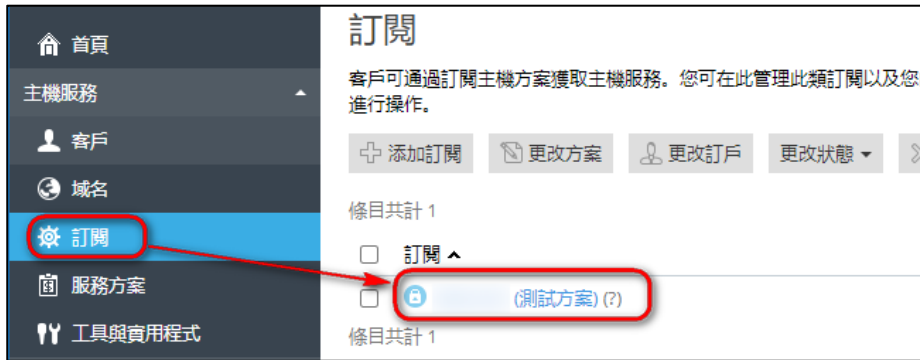 首頁
主機服務
客戶
域名
訂閱
服務方案
工具與實用程式
訂閱
客戶可通過訂閱主機方案獲取主機服務。您可在此管理此類訂閱以及您
進行操作。
添加訂閱 更改方案 更改訂戶 更改狀態
條目共計 1
訂閱
(測試方案) (?)
條目共計 1